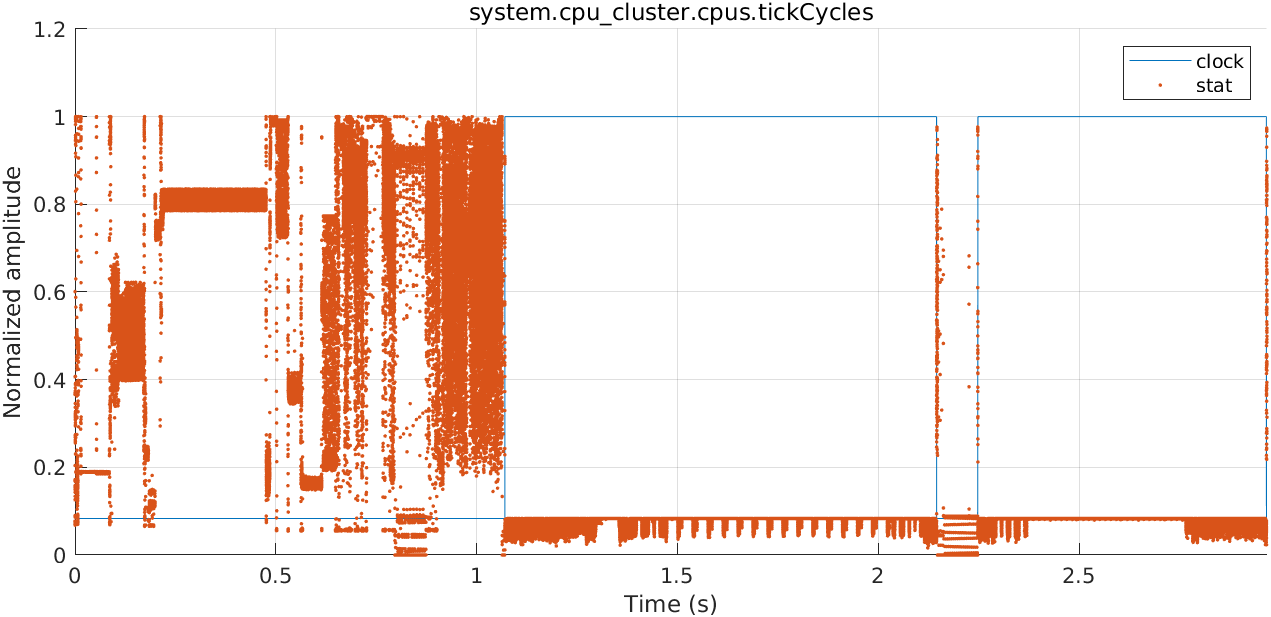 system.cpu_cluster.cpus.tickCycles
1.2
clock
stat
1
0.8
0.6
0.4
0.2
0
Normalized amplitude
0 0.5 1 1.5 2 2.5
Time (s)